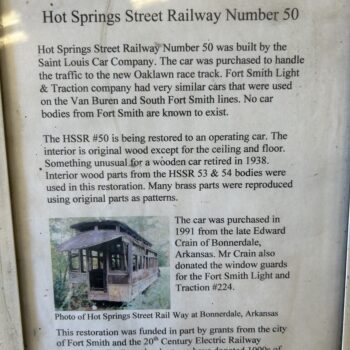 Hot Springs Street Railway Number 50
Hot Springs Street Railway Number 50 was built by the
Saint Louis Car Company. The car was purchased to handle
the traffic to the new Oaklawn race track. Fort Smith Light
& Traction company had very similar cars that were used
on the Van Buren and South Fort Smith lines. No car
bodies from Fort Smith are known to exist.
The HSSR #50 is being restored to an operating car. The
interior is original wood except for the ceiling and floor.
Something unusual for a wooden car retired in 1938.
Interior wood parts from the HSSR 53 & 54 bodies were
used in this restoration. Many brass parts were reproduced
using original parts as patterns.
The car was purchased in
1991 from the late Edward
Crain of Bonnerdale,
Arkansas. Mr Crain also
donated the window guards
for the Fort Smith Light and
Traction #224.
Photo of Hot Springs Street Rail Way at Bonnerdale, Arkansas
This restoration was funded in part by grants from the city
of Fort Smith and the 20th Century Electric Railway